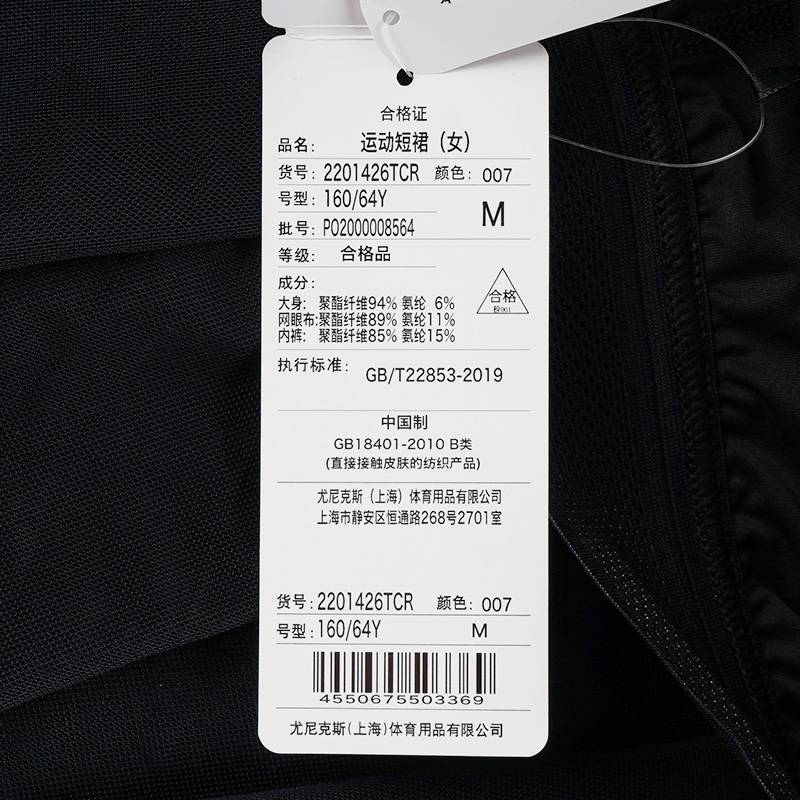 A
合格证
品名: 运动短裙（女）
货号: 2201426TCR 颜色: 007
号型: 160/64Y
M
批号: PO2000008564
等级: 合格品
成分:
大身: 聚酯纤维94% 氨纶 6%
网眼布:聚酯纤维89% 氨纶11%
内裤: 聚酯纤维85% 氨纶15%
合格
检001
执行标准: GB/T22853-2019
中国制
GB18401-2010 B类
(直接接触皮肤的纺织产品)
尤尼克斯（上海）体育用品有限公司
上海市静安区恒通路268号2701室
货号: 2201426TCR 颜色: 007
号型: 160/64Y M
4550675503369
尤尼克斯(上海)体育用品有限公司